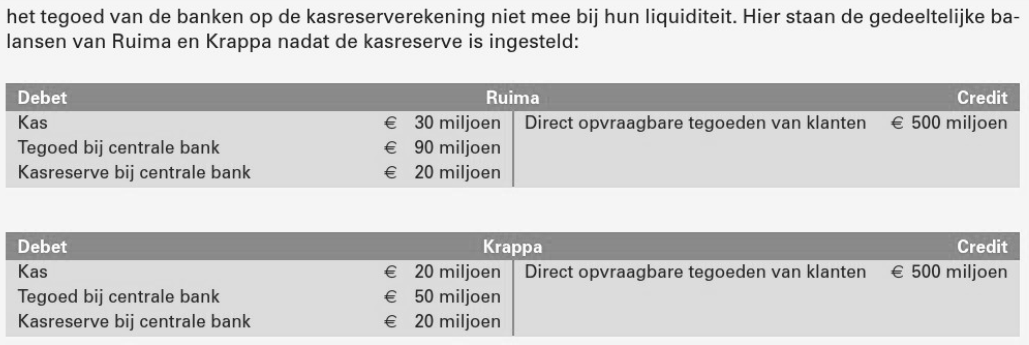 het tegoed van de banken op de kasreserverekening niet mee bij hun liquiditeit. Hier staan de gedeeltelijke ba-
lansen van Ruima en Krappa nadat de kasreserve is ingesteld:
Debet Ruima Credit
Kas € 30 miljoen Direct opvraagbare tegoeden van klanten € 500 miljoen
Tegoed bij centrale bank € 90 miljoen
Kasreserve bij centrale bank € 20 miljoen
Debet Krappa Credit
Kas € 20 miljoen Direct opvraagbare tegoeden van klanten € 500 miljoen
Tegoed bij centrale bank € 50 miljoen
Kasreserve bij centrale bank € 20 miljoen